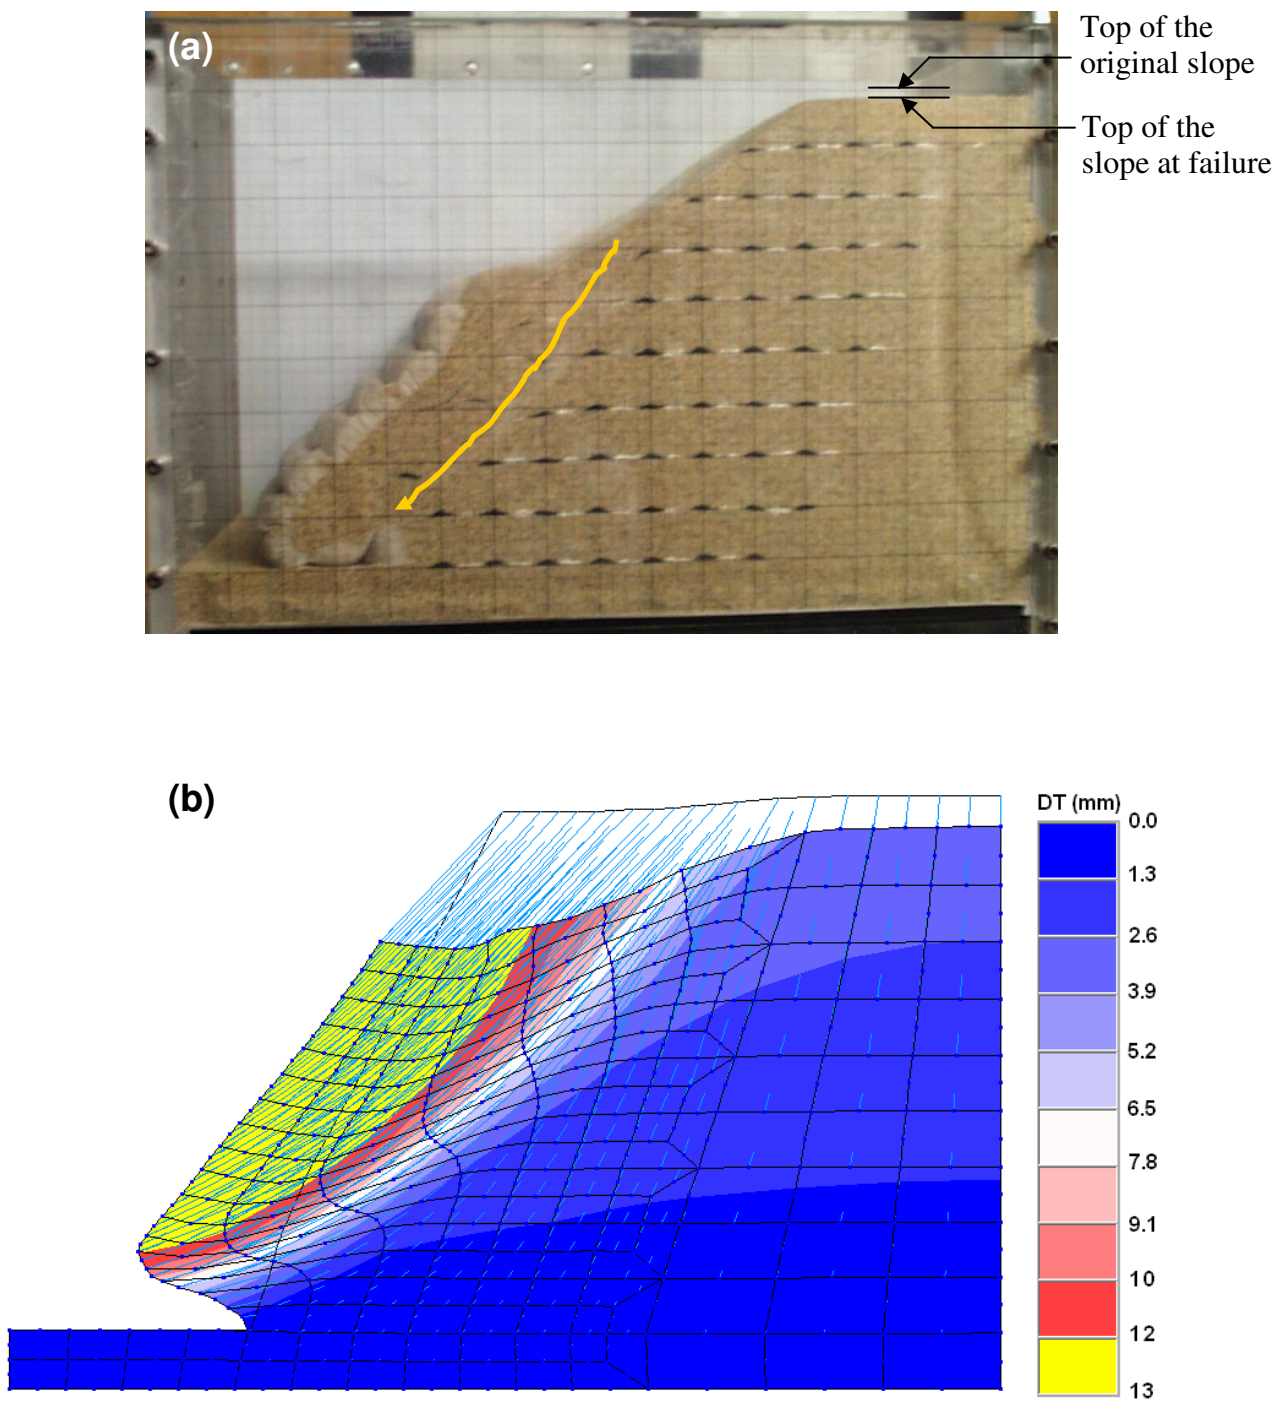 (a)
Top of the
original slope
Top of the
slope at failure
(b)
DT (mm)
0.0
1.3
2.6
3.9
5.2
6.5
7.8
9.1
10
12
13